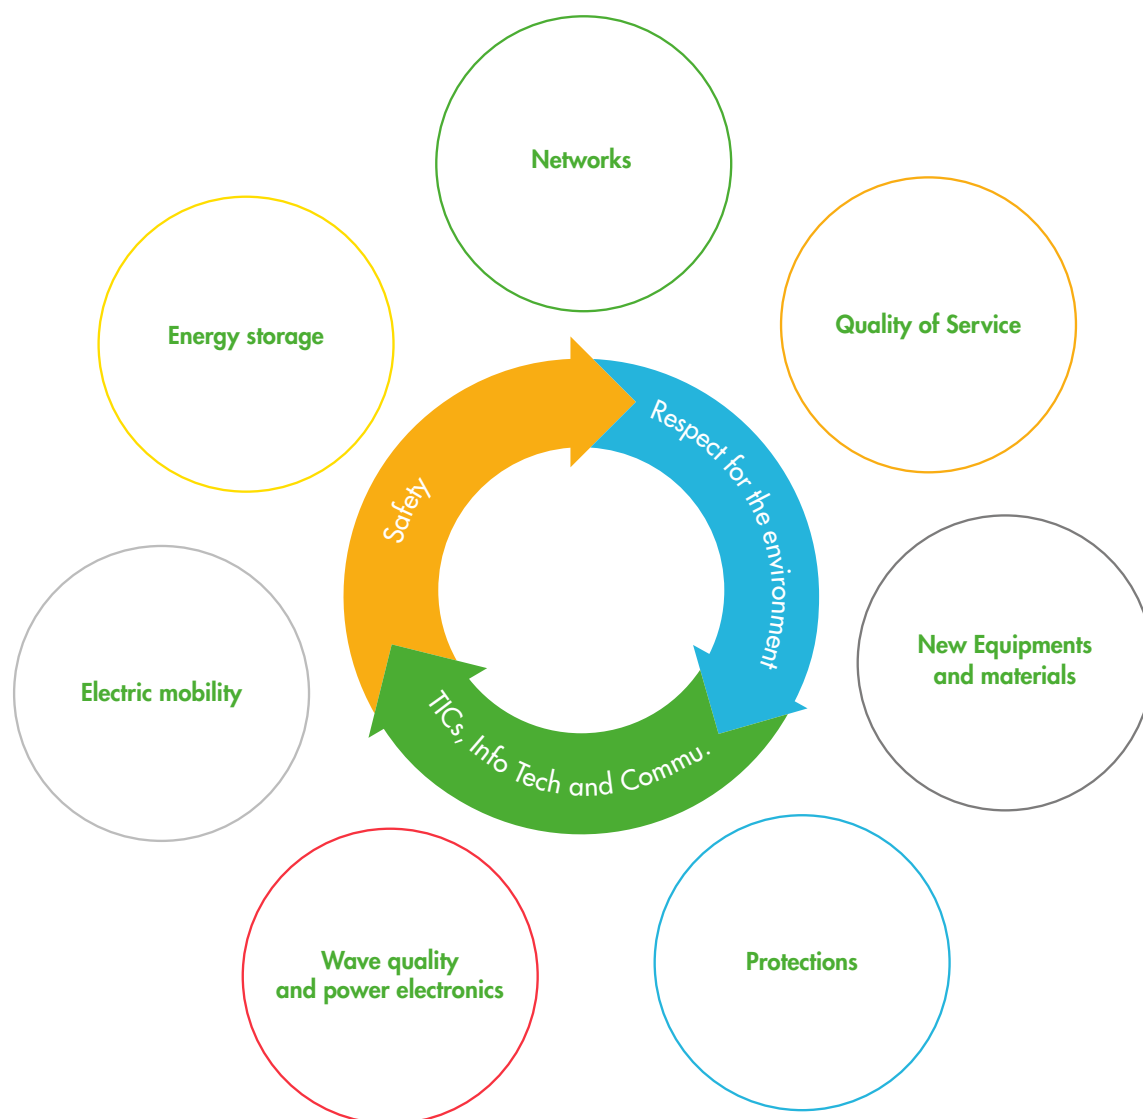 Networks
Quality of Service
Energy storage
Respect for the environment
Safety
New Equipments
and materials
Electric mobility
TICs, Info Tech and Commu.
Protections
Wave quality
and power electronics